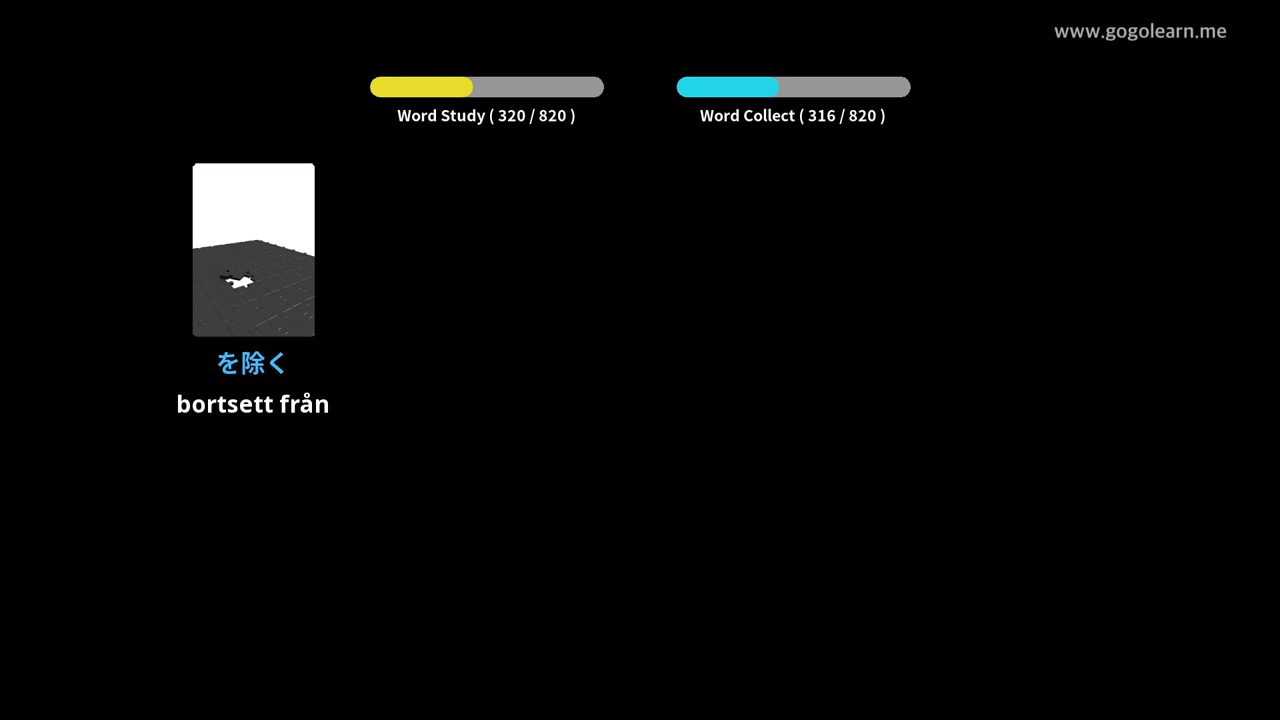 www.gogolearn.me
Word Study ( 320 / 820 )
Word Collect ( 316 / 820 )
を除く
bortsett från